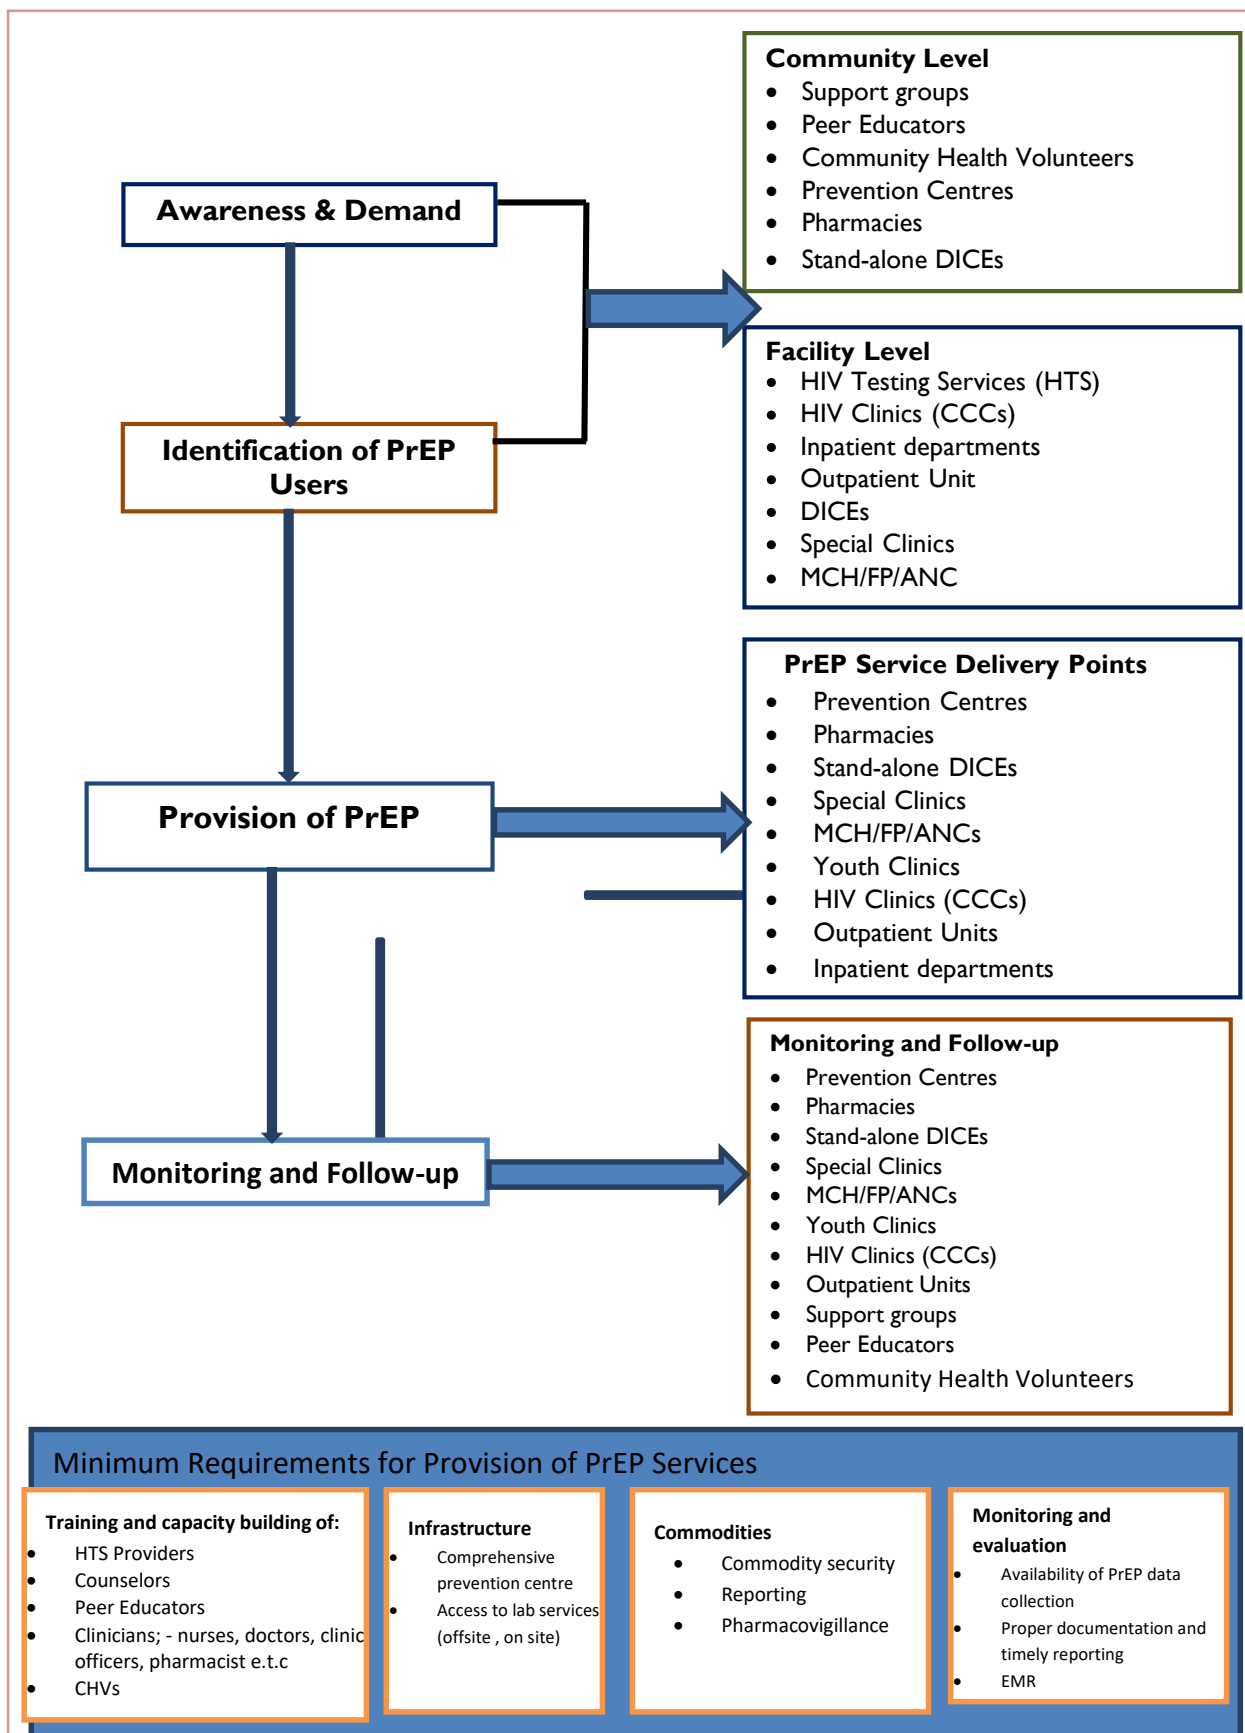 Community Level
• Support groups
• Peer Educators
• Community Health Volunteers
• Prevention Centres
• Pharmacies
• Stand-alone DICEs
Awareness & Demand
Facility Level
• HIV Testing Services (HTS)
• HIV Clinics (CCCs)
• Inpatient departments
• Outpatient Unit
• DICEs
• Special Clinics
• MCH/FP/ANC
Identification of PrEP
Users
PrEP Service Delivery Points
• Prevention Centres
• Pharmacies
• Stand-alone DICEs
• Special Clinics
• MCH/FP/ANCs
• Youth Clinics
• HIV Clinics (CCCs)
• Outpatient Units
• Inpatient departments
Provision of PrEP
Monitoring and Follow-up
• Prevention Centres
• Pharmacies
• Stand-alone DICEs
• Special Clinics
• MCH/FP/ANCs
• Youth Clinics
• HIV Clinics (CCCs)
• Outpatient Units
• Support groups
• Peer Educators
• Community Health Volunteers
Monitoring and Follow-up
Minimum Requirements for Provision of PrEP Services
Training and capacity building of:
• HTS Providers
• Counselors
• Peer Educators
• Clinicians; - nurses, doctors, clinic
officers, pharmacist e.t.c
• CHVs
Infrastructure
• Comprehensive
prevention centre
• Access to lab services
(offsite , on site)
Commodities
• Commodity security
• Reporting
• Pharmacovigillance
Monitoring and
evaluation
• Availability of PrEP data
collection
• Proper documentation and
timely reporting
• EMR